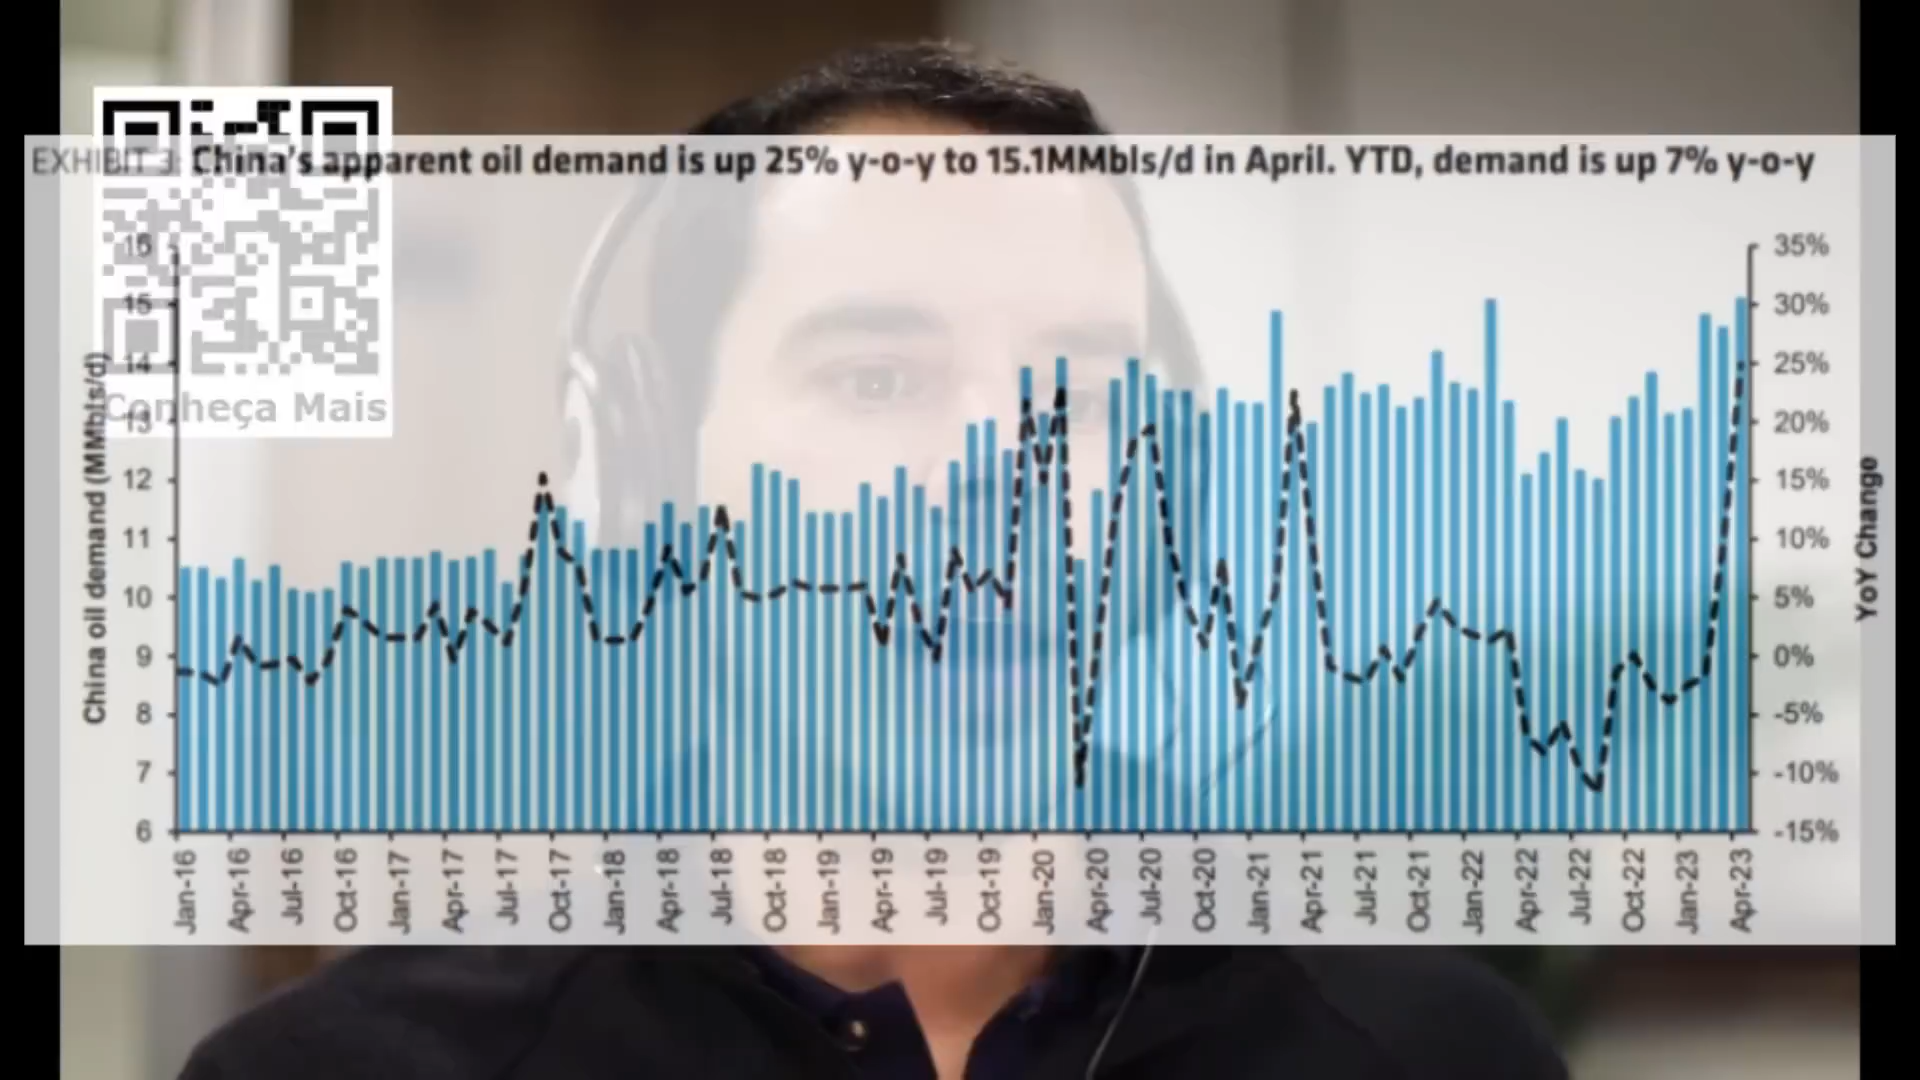 EXHIBIT 3: China's apparent oil demand is up 25% y-o-y to 15.1MMbls/d in April. YTD, demand is up 7% y-o-y
Conheça Mais
China oil demand (MMbls/d)
16
15
14
13
12
11
10
9
8
7
6
35%
30%
25%
20%
15%
10%
5%
0%
-5%
-10%
-15%
YoY Change
Jan-16
Apr-16
Jul-16
Oct-16
Jan-17
Apr-17
Jul-17
Oct-17
Jan-18
Apr-18
Jul-18
Oct-18
Jan-19
Apr-19
Jul-19
Oct-19
Jan-20
Apr-20
Jul-20
Oct-20
Jan-21
Apr-21
Jul-21
Oct-21
Jan-22
Apr-22
Jul-22
Oct-22
Jan-23
Apr-23